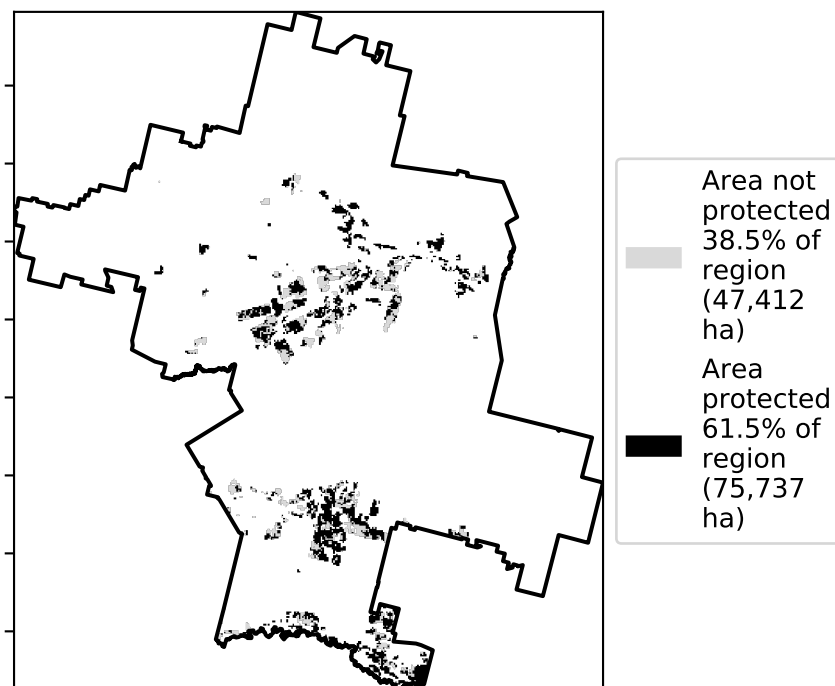 Area not
protected
38.5% of
region
(47,412
ha)
Area
protected
61.5% of
region
(75,737
ha)